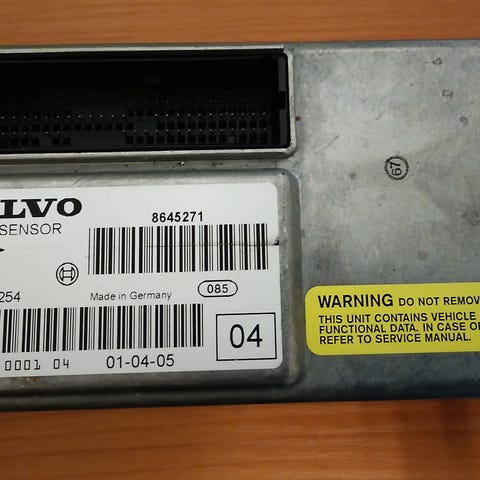 LVO
8645271
SENSOR
085
254
Made in Germany
0001 04
01-04-05
04
67
WARNING DO NOT REMOV
THIS UNIT CONTAINS VEHICLE
FUNCTIONAL DATA. IN CASE OF
REFER TO SERVICE MANUAL.